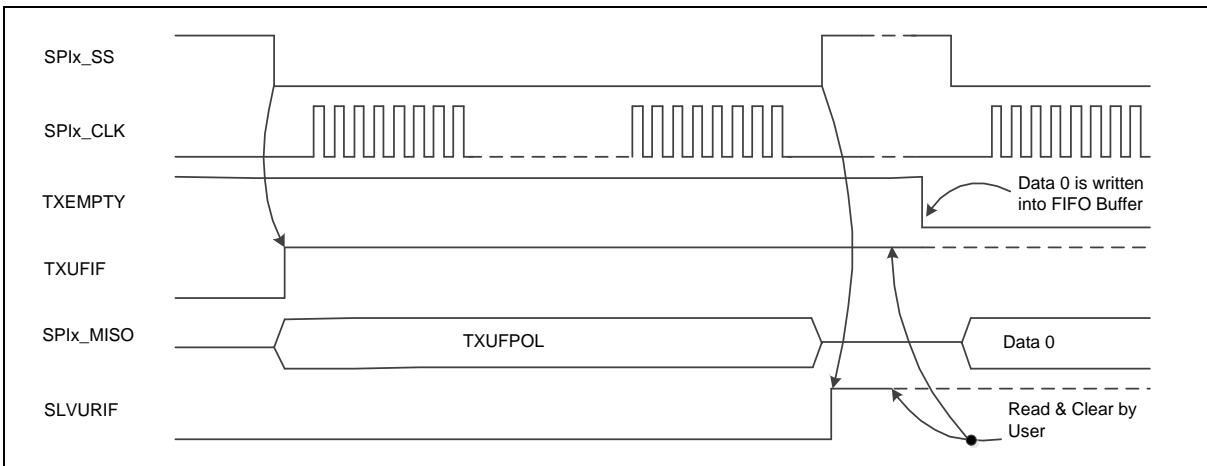 SPIx_SS
SPIx_CLK
TXEMPTY
Data 0 is written
into FIFO Buffer
TXUFIF
SPIx_MISO
TXUFPOL
Data 0
SLVURIF
Read & Clear by
User